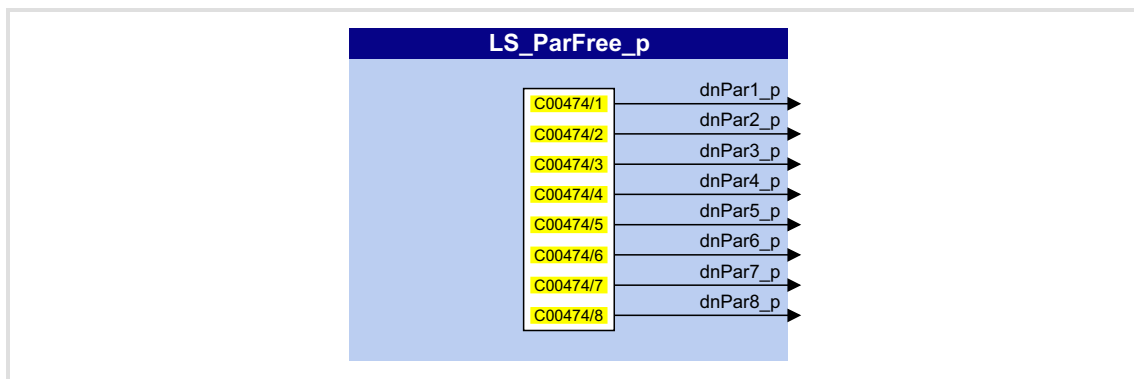 LS_ParFree_p
C00474/1 dnPar1_p
C00474/2 dnPar2_p
C00474/3 dnPar3_p
C00474/4 dnPar4_p
C00474/5 dnPar5_p
C00474/6 dnPar6_p
C00474/7 dnPar7_p
C00474/8 dnPar8_p